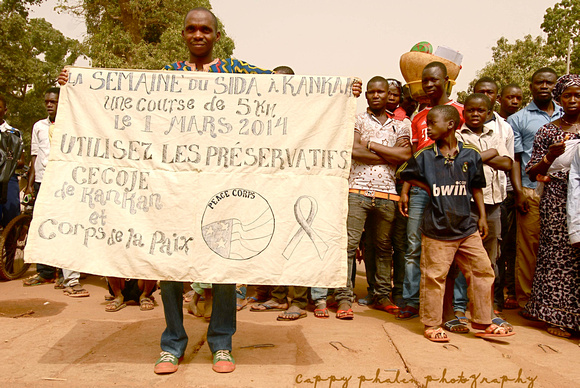 LA SEMAINE DU SIDA À KANKAN
UNE COURSE DE 5 KM
LE 1 MARS 2014
UTILISEZ LES PRÉSERVATIFS
CECOJE
de KanKan
et
Corps de la Paix
PEACE CORPS
bwin
cappy phalen photography